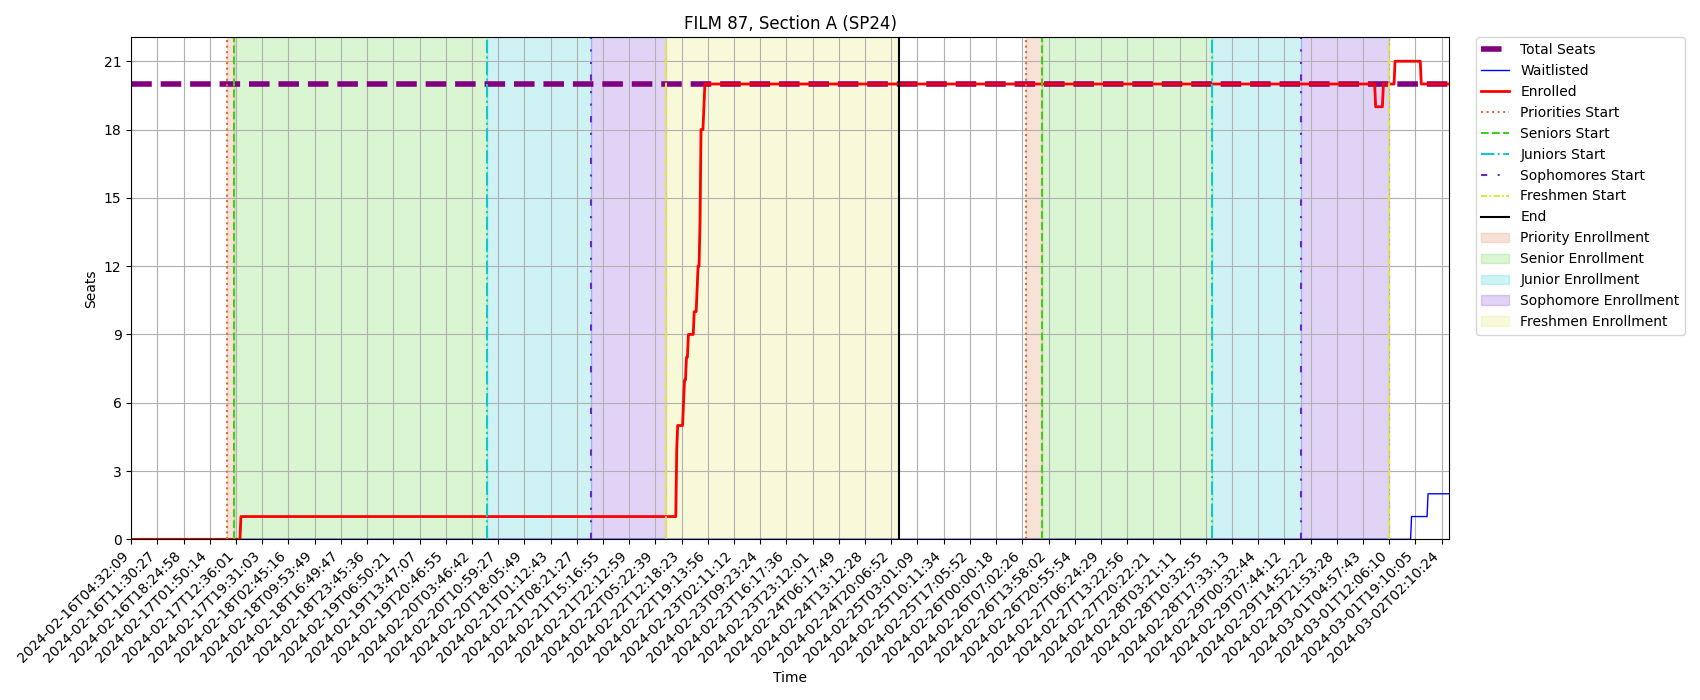 FILM 87, Section A (SP24)
Seats
21
18
15
12
9
6
3
0
2024-02-16T04:32:09
2024-02-16T11:30:27
2024-02-16T18:24:58
2024-02-17T01:50:14
2024-02-17T12:36:01
2024-02-17T19:31:03
2024-02-18T02:45:16
2024-02-18T09:53:49
2024-02-18T16:49:47
2024-02-18T23:45:36
2024-02-19T06:50:21
2024-02-19T13:47:07
2024-02-19T20:46:55
2024-02-20T03:46:42
2024-02-20T10:59:27
2024-02-20T18:05:49
2024-02-21T01:12:43
2024-02-21T08:21:27
2024-02-21T15:16:55
2024-02-21T22:12:59
2024-02-22T05:22:39
2024-02-22T12:18:23
2024-02-22T19:13:56
2024-02-23T02:11:12
2024-02-23T09:23:24
2024-02-23T16:17:36
2024-02-23T23:12:01
2024-02-24T06:17:49
2024-02-24T13:12:28
2024-02-24T20:06:52
2024-02-25T03:01:09
2024-02-25T10:11:34
2024-02-25T17:05:52
2024-02-26T00:00:18
2024-02-26T07:02:26
2024-02-26T13:58:02
2024-02-26T20:55:54
2024-02-27T06:24:29
2024-02-27T13:22:56
2024-02-27T20:22:21
2024-02-28T03:21:11
2024-02-28T10:32:55
2024-02-28T17:33:13
2024-02-29T00:32:44
2024-02-29T07:44:12
2024-02-29T14:52:22
2024-02-29T21:53:28
2024-03-01T04:57:43
2024-03-01T12:06:10
2024-03-01T19:10:05
2024-03-02T02:10:24
Time
Total Seats
Waitlisted
Enrolled
Priorities Start
Seniors Start
Juniors Start
Sophomores Start
Freshmen Start
End
Priority Enrollment
Senior Enrollment
Junior Enrollment
Sophomore Enrollment
Freshmen Enrollment